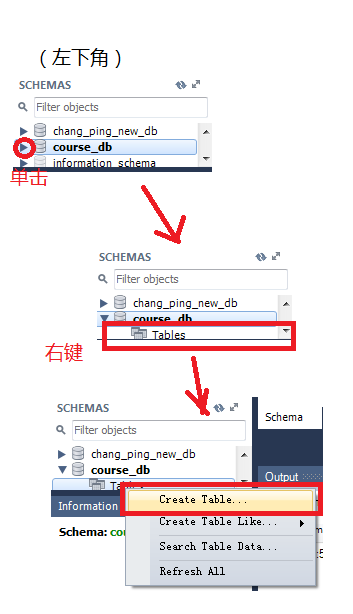 （左下角）
SCHEMAS
Filter objects
chang_ping_new_db
course_db
information_schema
单击
SCHEMAS
Filter objects
chang_ping_new_db
course_db
Tables
右键
SCHEMAS
Filter objects
chang_ping_new_db
course_db
Schema
Output
Information
Create Table...
Schema: cou
Create Table Like...
Search Table Data...
Refresh All